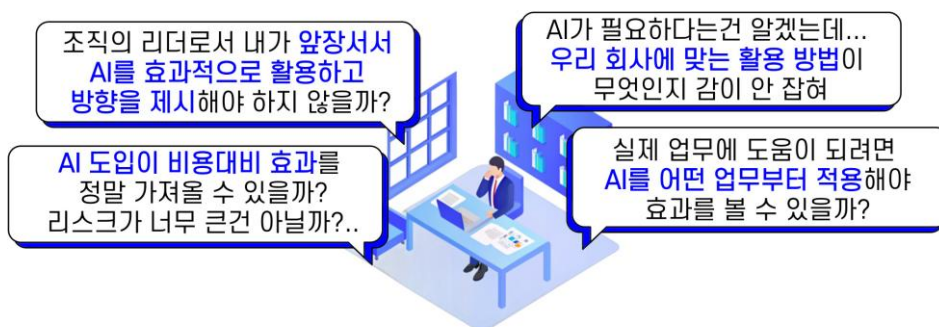 조직의 리더로서 내가 앞장서서
AI를 효과적으로 활용하고
방향을 제시해야 하지 않을까?
AI가 필요하다는건 알겠는데...
우리 회사에 맞는 활용 방법이
무엇인지 감이 안 잡혀
AI 도입이 비용대비 효과를
정말 가져올 수 있을까?
리스크가 너무 큰건 아닐까?..
실제 업무에 도움이 되려면
AI를 어떤 업무부터 적용해야
효과를 볼 수 있을까?